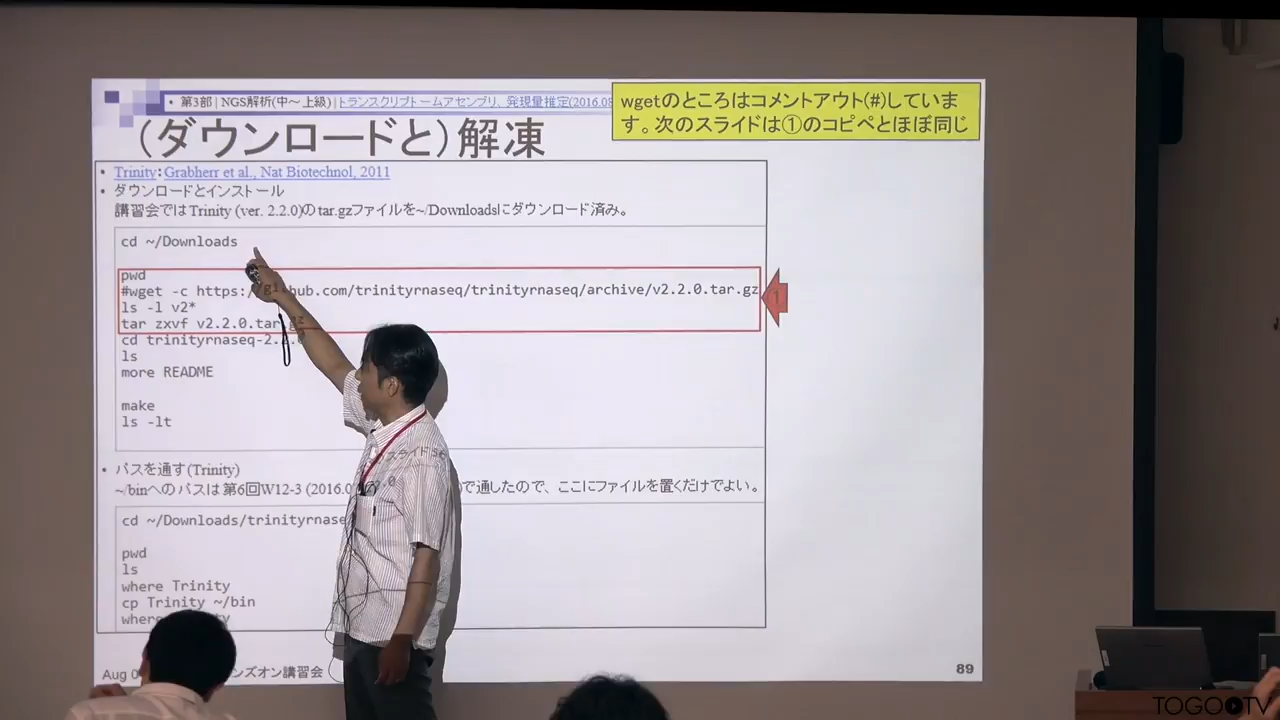 • 第3部 | NGS解析(中～上級) | トランスクリプトームアセンブリ、発現量推定(2016.08
wgetのところはコメントアウト(#)していま
す。次のスライドは①のコピペとほぼ同じ
(ダウンロードと)解凍
• Trinity: Grabherr et al., Nat Biotechnol, 2011
• ダウンロードとインストール
講習会ではTrinity (ver. 2.2.0)のtar.gzファイルを~/Downloadsにダウンロード済み。
cd ~/Downloads
pwd
#wget -c https://github.com/trinityrnaseq/trinityrnaseq/archive/v2.2.0.tar.gz
ls -l v2*
tar zxvf v2.2.0.tar.gz
cd trinityrnaseq-2.2.0
ls
more README
make
ls -lt
1
• パスを通す(Trinity)
~/binへのパスは第6回W12-3 (2016.0 で通したので、ここにファイルを置くだけでよい。
cd ~/Downloads/trinityrnase
pwd
ls
where Trinity
cp Trinity ~/bin
where
Aug 0 ンズオン講習会
89
TOGOTV